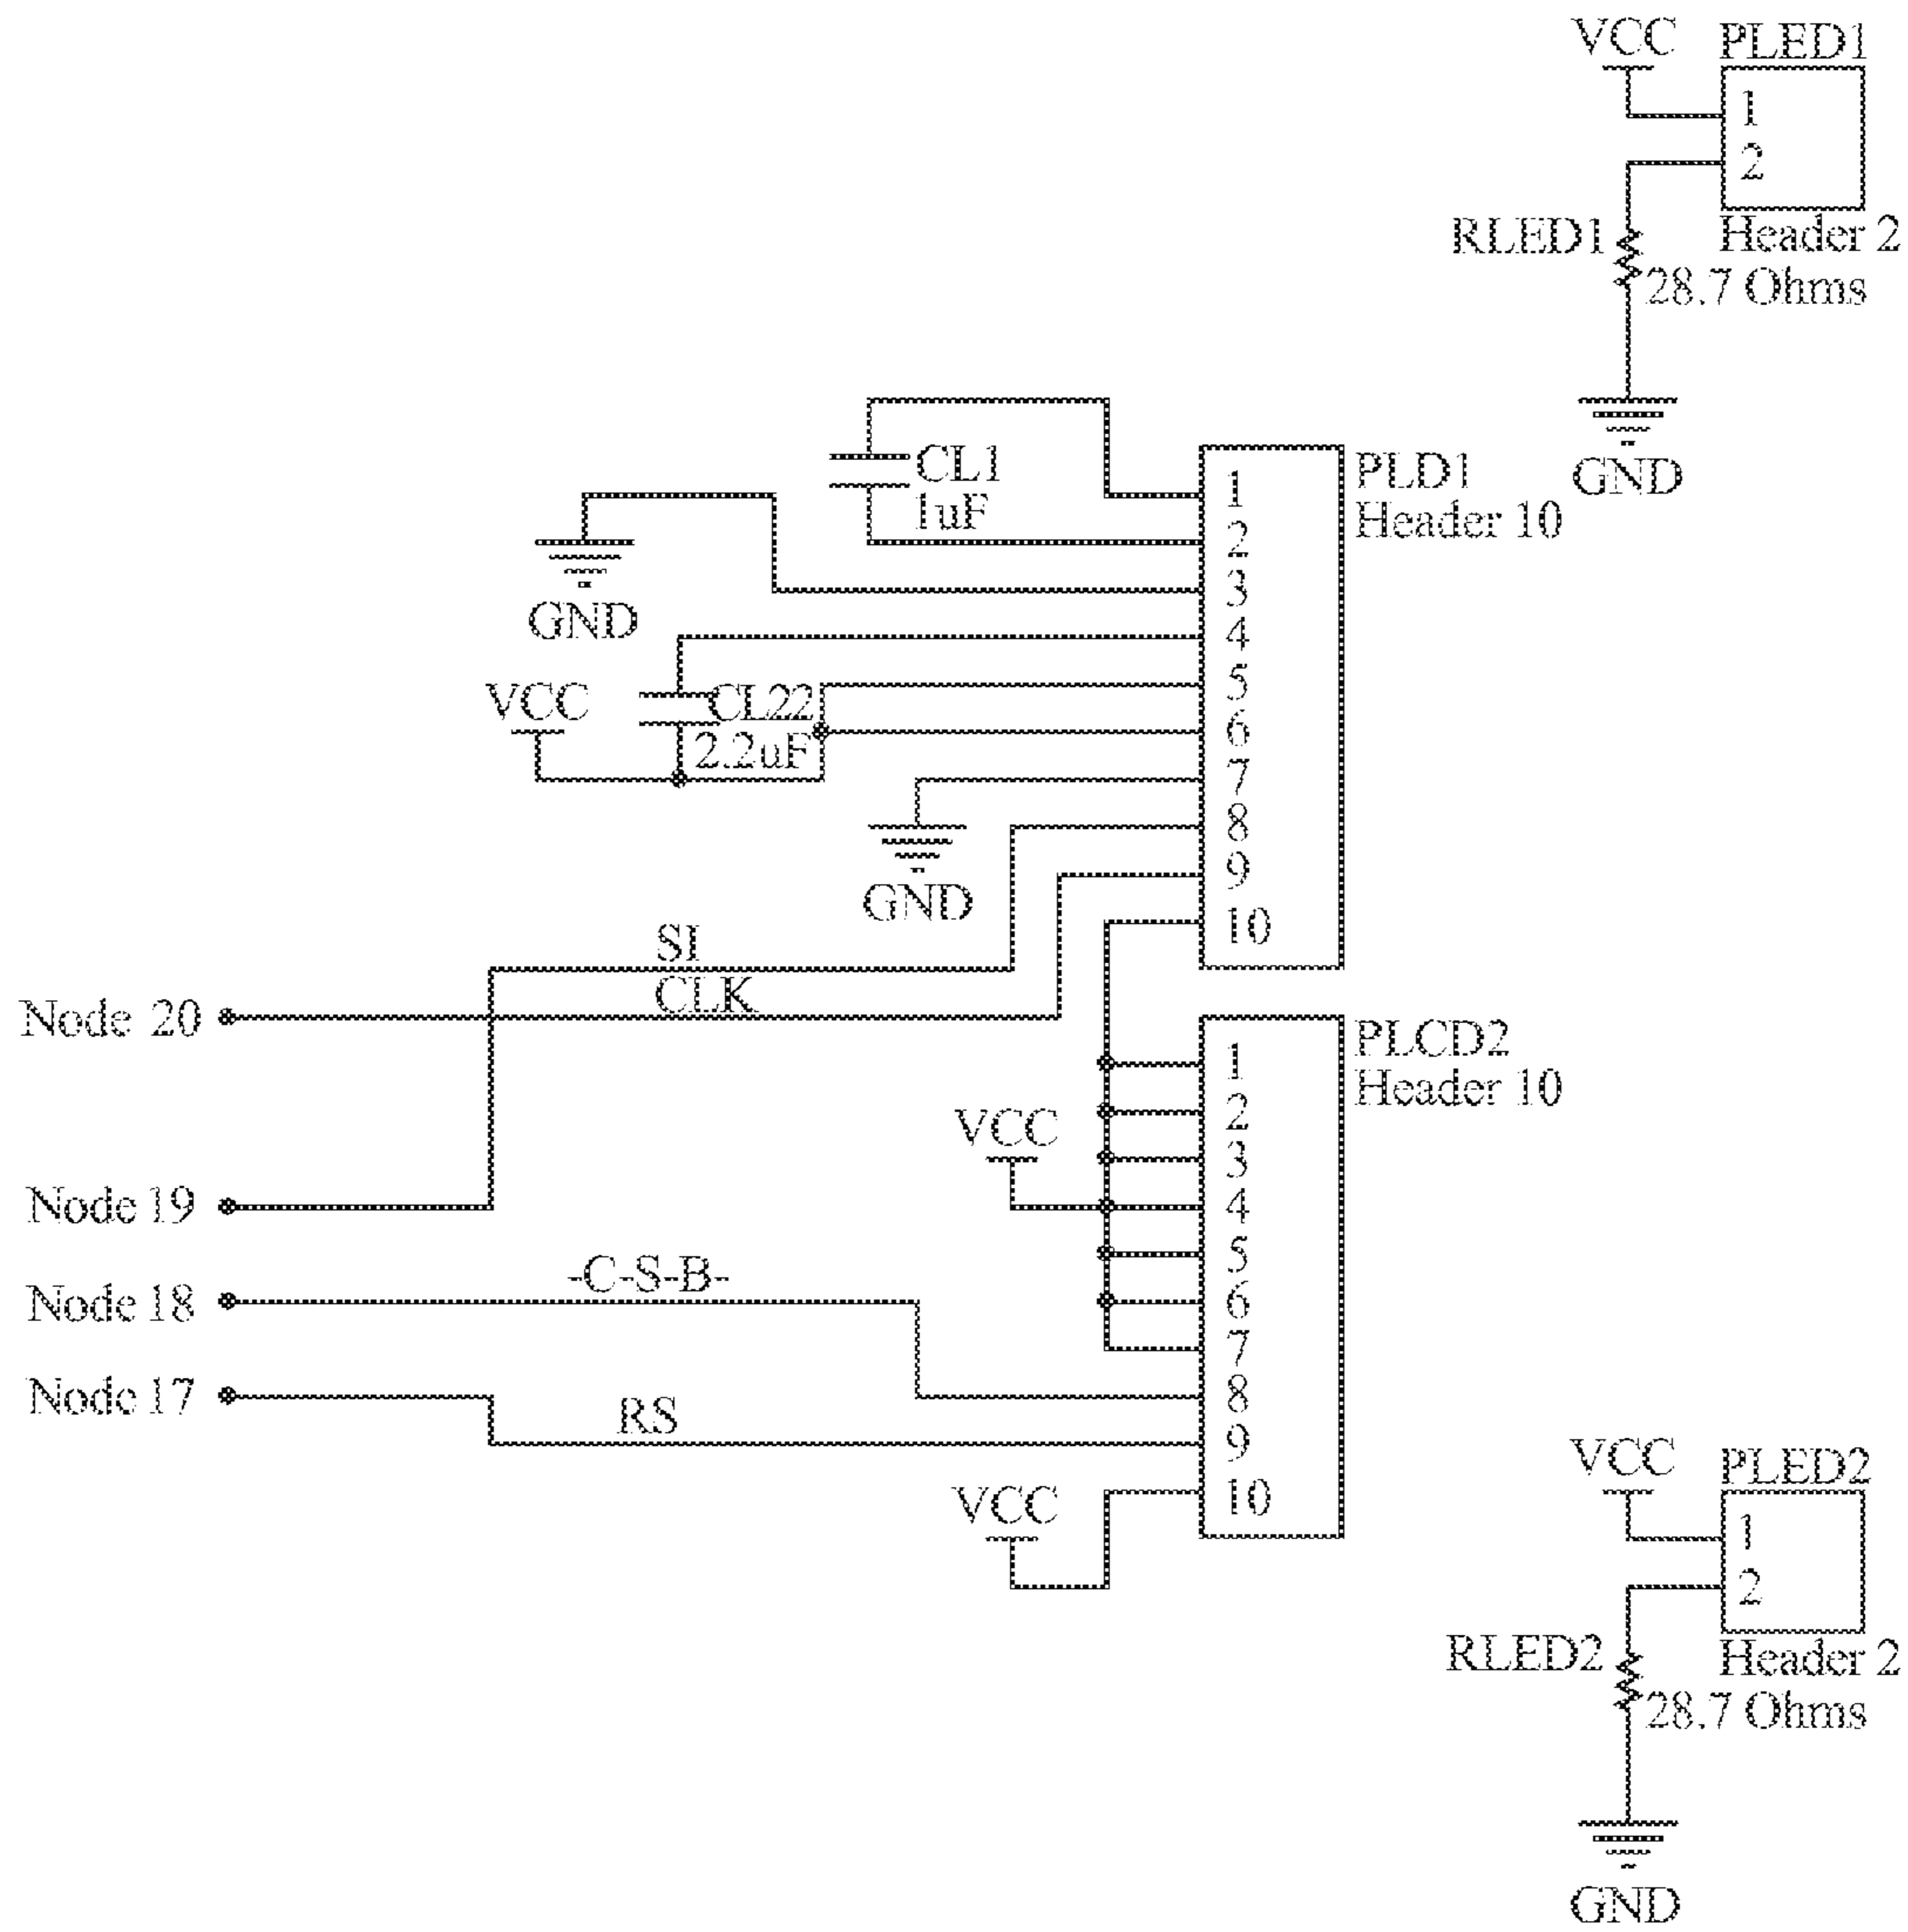 VCC
PLED1
1
2
RLED1
Header 2
28.7 Ohms
GND
CL1
1uF
PLD1
Header 10
1
2
3
4
5
6
7
8
9
10
GND
VCC
CL22
2.2uF
GND
SI
CLK
Node 20
PLCD2
Header 10
1
2
3
4
5
6
7
8
9
10
VCC
Node 19
-C-S-B-
Node 18
Node 17
RS
VCC
VCC
PLED2
1
2
RLED2
Header 2
28.7 Ohms
GND